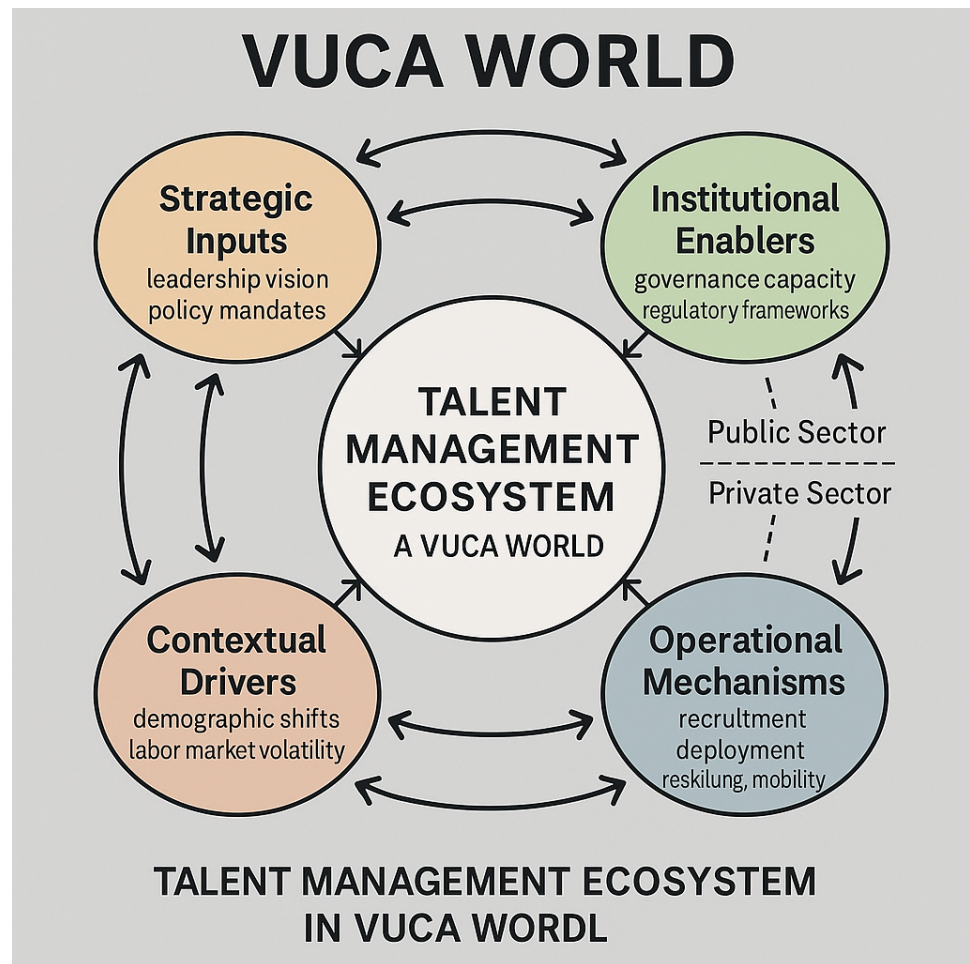 VUCA WORLD
Strategic
Inputs
leadership vision
policy mandates
Institutional
Enablers
governance capacity
regulatory frameworks
TALENT
MANAGEMENT
ECOSYSTEM
A VUCA WORLD
Public Sector
Private Sector
Contextual
Drivers
demographic shifts
labor market volatility
Operational
Mechanisms
recrultment
deployment
reskilung, mobility
TALENT MANAGEMENT ECOSYSTEM
IN VUCA WORDL